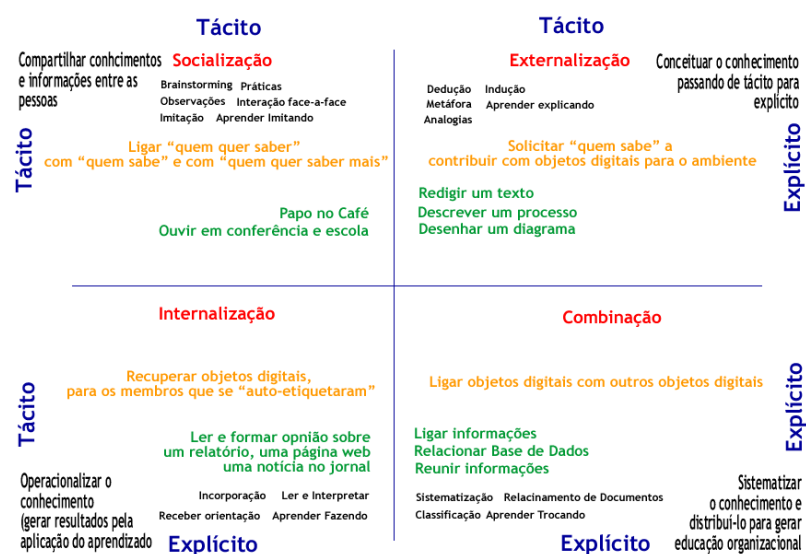 Tácito
Socialização
Compartilhar conhcimentos
e informações entre as
pessoas
Brainstorming Práticas
Observações Interação face-a-face
Imitação Aprender Imitando
Tácito
Ligar “quem quer saber”
com “quem sabe” e com “quem quer saber mais”
Papo no Café
Ouvir em conferência e escola
Tácito
Externalização
Conceituar o conhecimento
passando de tácito para
explícito
Dedução Indução
Metáfora Aprender explicando
Analogias
Explícito
Solicitar “quem sabe” a
contribuir com objetos digitais para o ambiente
Redigir um texto
Descrever um processo
Desenhar um diagrama
Internalização
Recuperar objetos digitais,
para os membros que se “auto-etiquetaram”
Tácito
Ler e formar opnião sobre
um relatório, uma página web
uma notícia no jornal
Operacionalizar o
conhecimento
(gerar resultados pela
aplicação do aprendizado
Incorporação Ler e Interpretar
Receber orientação Aprender Fazendo
Explícito
Combinação
Ligar objetos digitais com outros objetos digitais
Explícito
Ligar informações
Relacionar Base de Dados
Reunir informações
Sistematização Relacinamento de Documentos
Classificação Aprender Trocando
Sistematizar
o conhecimento e
distribuí-lo para gerar
educação organizacional
Explícito